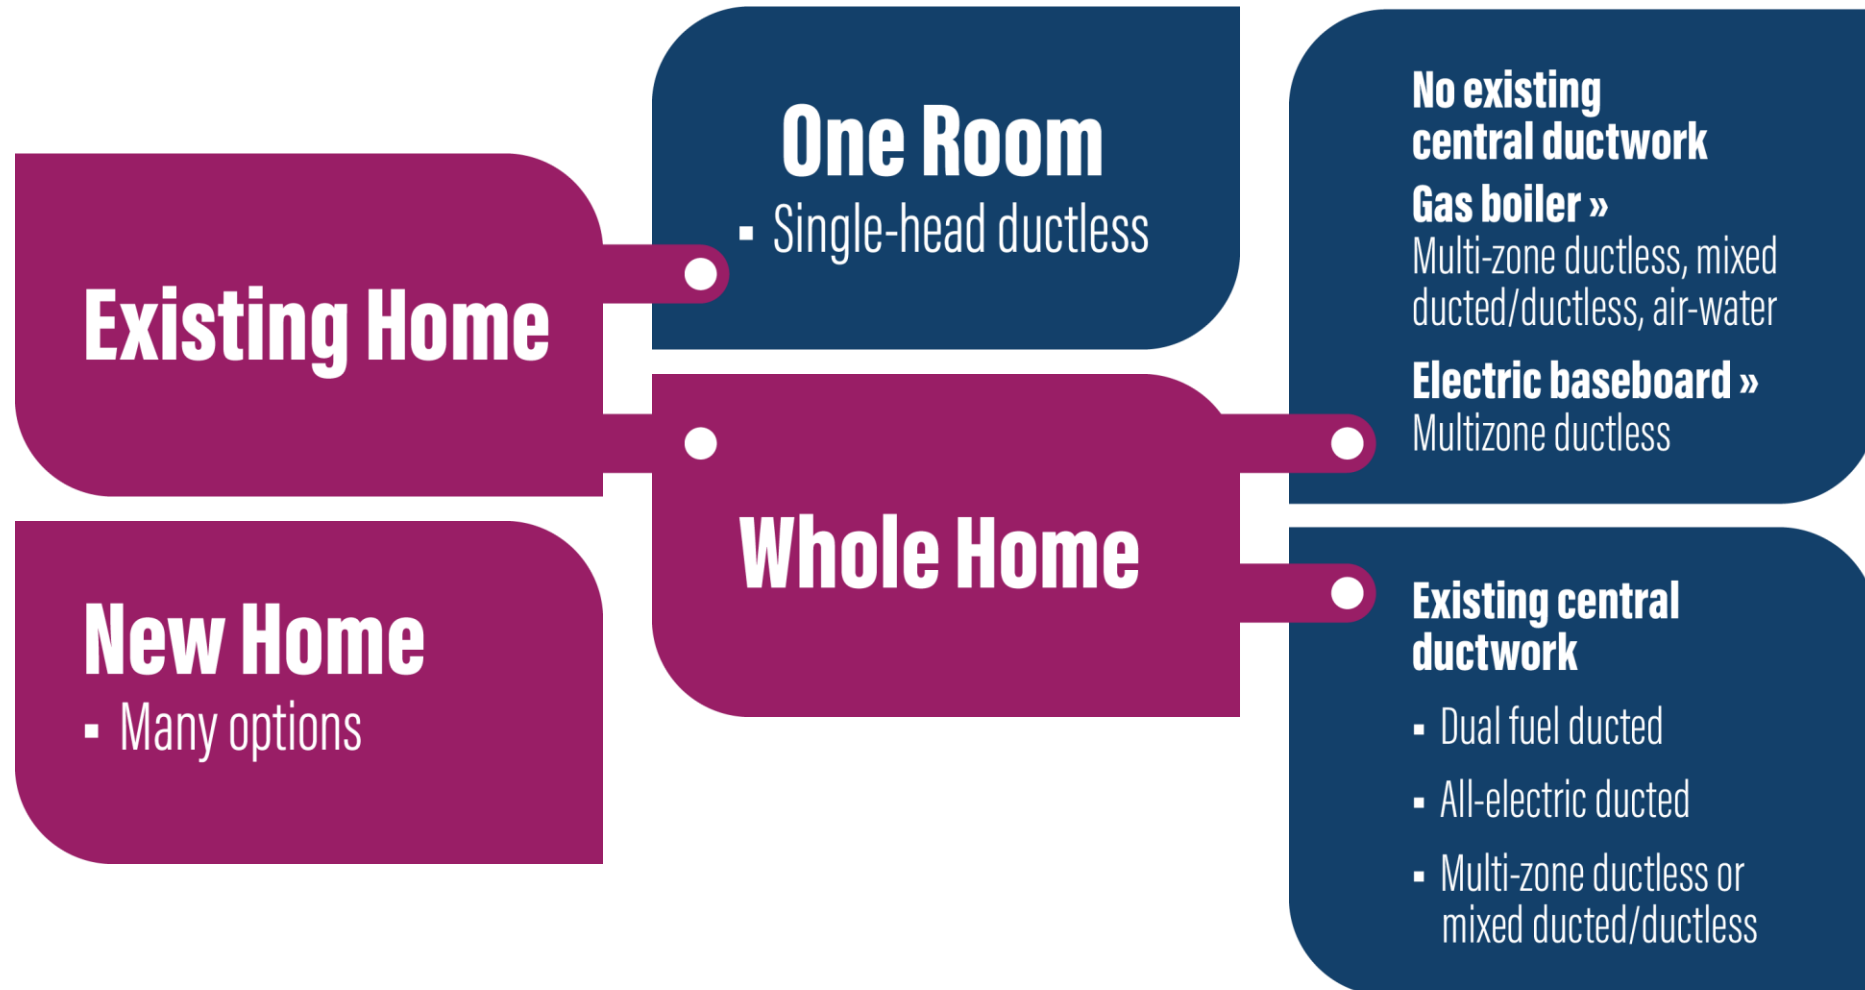 Existing Home
New Home
▪ Many options
One Room
▪ Single-head ductless
Whole Home
No existing
central ductwork
Gas boiler »
Multi-zone ductless, mixed
ducted/ductless, air-water
Electric baseboard »
Multizone ductless
Existing central
ductwork
▪ Dual fuel ducted
▪ All-electric ducted
▪ Multi-zone ductless or
mixed ducted/ductless